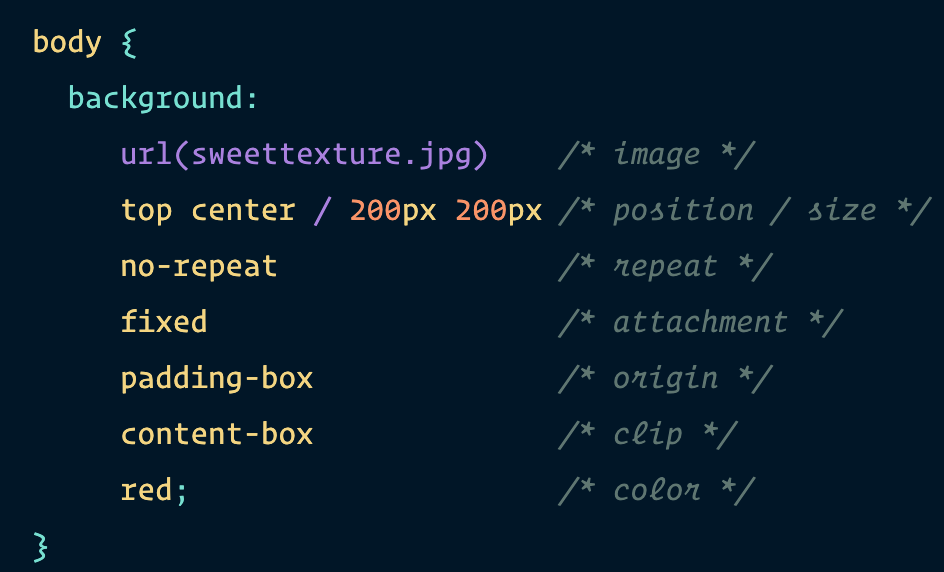 body {
background:
url(sweettexture.jpg) /* image */
top center / 200px 200px /* position / size */
no-repeat /* repeat */
fixed /* attachment */
padding-box /* origin */
content-box /* clip */
red; /* color */
}